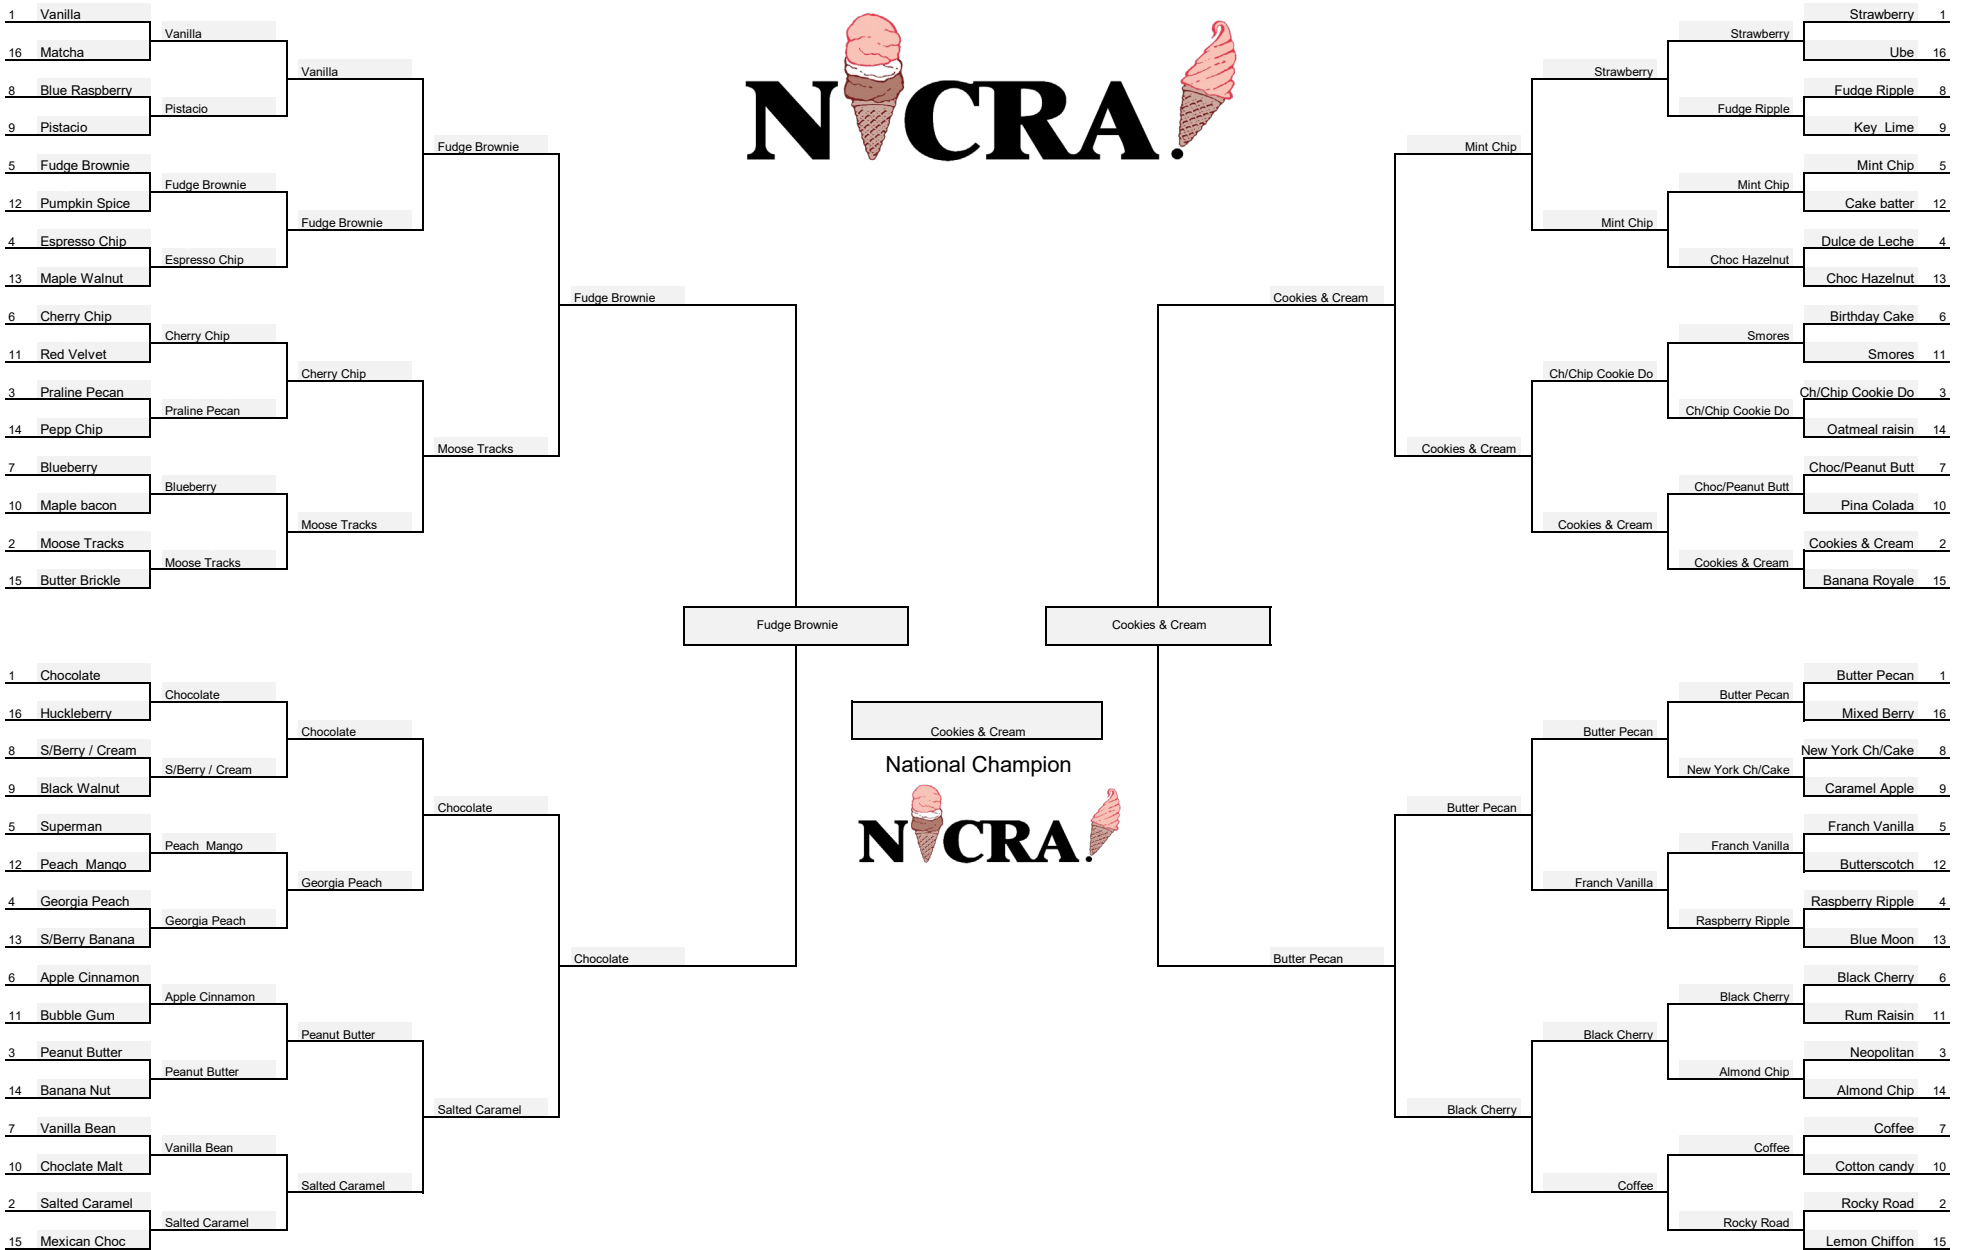 N CRA!
1 Vanilla
16 Matcha
8 Blue Raspberry
9 Pistacio
5 Fudge Brownie
12 Pumpkin Spice
4 Espresso Chip
13 Maple Walnut
6 Cherry Chip
11 Red Velvet
3 Praline Pecan
14 Pepp Chip
7 Blueberry
10 Maple bacon
2 Moose Tracks
15 Butter Brickle
Vanilla
Pistacio
Fudge Brownie
Espresso Chip
Cherry Chip
Praline Pecan
Blueberry
Moose Tracks
Vanilla
Fudge Brownie
Cherry Chip
Moose Tracks
Fudge Brownie
Moose Tracks
Fudge Brownie
1 Chocolate
16 Huckleberry
8 S/Berry / Cream
9 Black Walnut
5 Superman
12 Peach Mango
4 Georgia Peach
13 S/Berry Banana
6 Apple Cinnamon
11 Bubble Gum
3 Peanut Butter
14 Banana Nut
7 Vanilla Bean
10 Choclate Malt
2 Salted Caramel
15 Mexican Choc
Chocolate
S/Berry / Cream
Peach Mango
Georgia Peach
Apple Cinnamon
Peanut Butter
Vanilla Bean
Salted Caramel
Chocolate
Georgia Peach
Peanut Butter
Salted Caramel
Chocolate
Salted Caramel
Chocolate
Fudge Brownie
Cookies & Cream
Cookies & Cream
National Champion
N CRA!
Strawberry 1
Ube 16
Fudge Ripple 8
Key Lime 9
Mint Chip 5
Cake batter 12
Dulce de Leche 4
Choc Hazelnut 13
Birthday Cake 6
Smores 11
Ch/Chip Cookie Do 3
Oatmeal raisin 14
Choc/Peanut Butt 7
Pina Colada 10
Cookies & Cream 2
Banana Royale 15
Strawberry
Fudge Ripple
Mint Chip
Choc Hazelnut
Smores
Ch/Chip Cookie Do
Choc/Peanut Butt
Cookies & Cream
Strawberry
Mint Chip
Ch/Chip Cookie Do
Cookies & Cream
Mint Chip
Cookies & Cream
Cookies & Cream
Butter Pecan 1
Mixed Berry 16
New York Ch/Cake 8
Caramel Apple 9
Franch Vanilla 5
Butterscotch 12
Raspberry Ripple 4
Blue Moon 13
Black Cherry 6
Rum Raisin 11
Neopolitan 3
Almond Chip 14
Coffee 7
Cotton candy 10
Rocky Road 2
Lemon Chiffon 15
Butter Pecan
New York Ch/Cake
Franch Vanilla
Raspberry Ripple
Black Cherry
Almond Chip
Coffee
Rocky Road
Butter Pecan
Franch Vanilla
Black Cherry
Coffee
Butter Pecan
Black Cherry
Butter Pecan